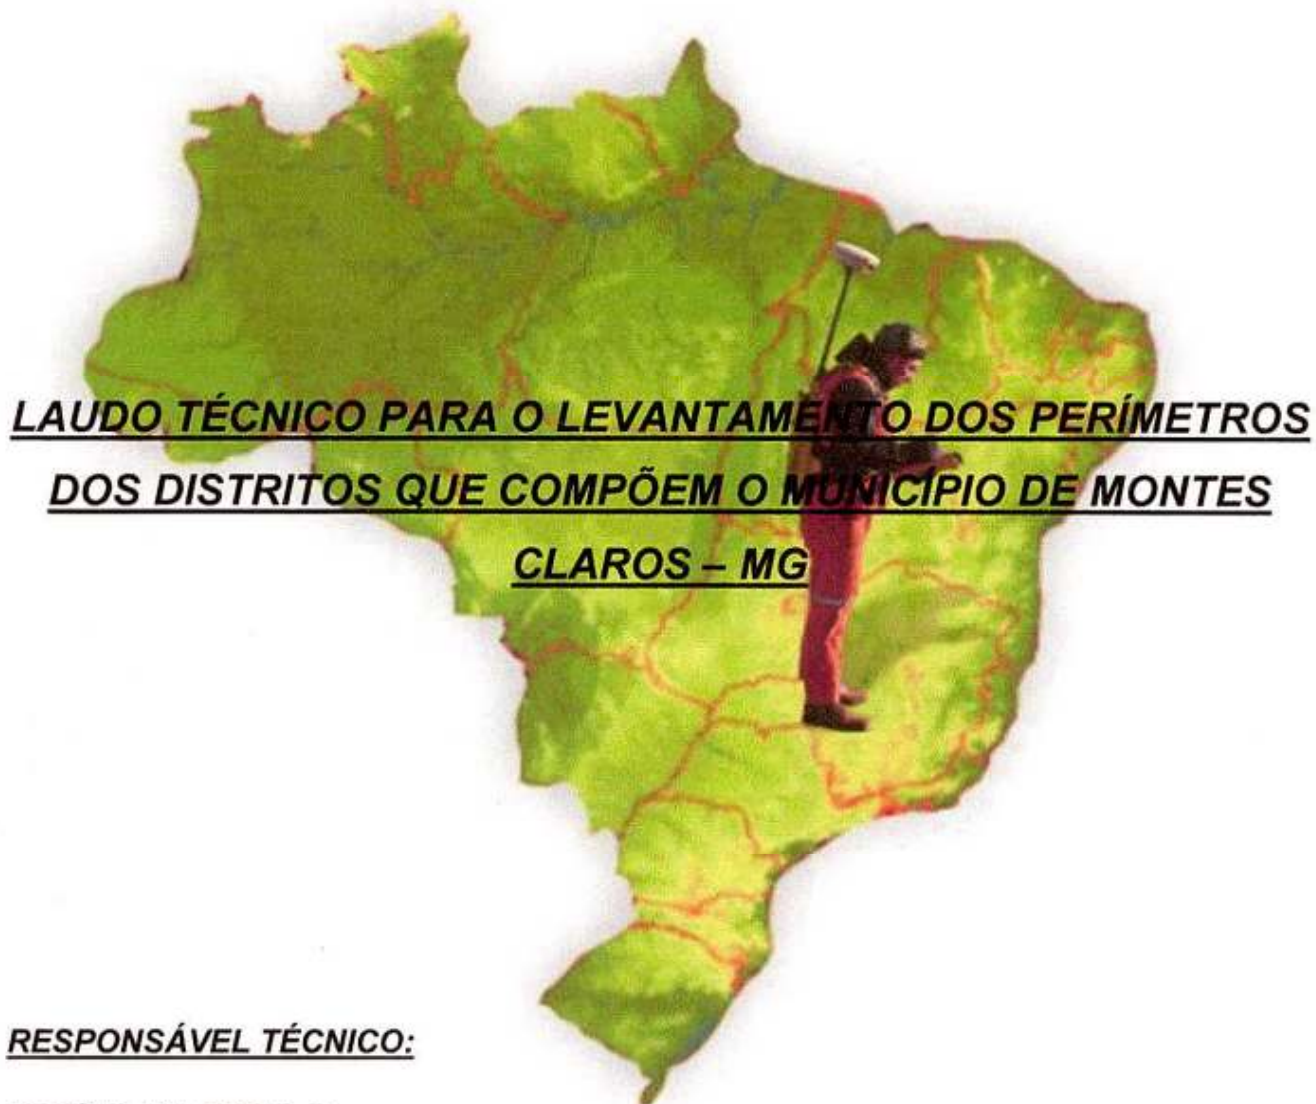 LAUDO TÉCNICO PARA O LEVANTAMENTO DOS PERÍMETROS
DOS DISTRITOS QUE COMPÕEM O MUNICÍPIO DE MONTES
CLAROS – MG
RESPONSÁVEL TÉCNICO: